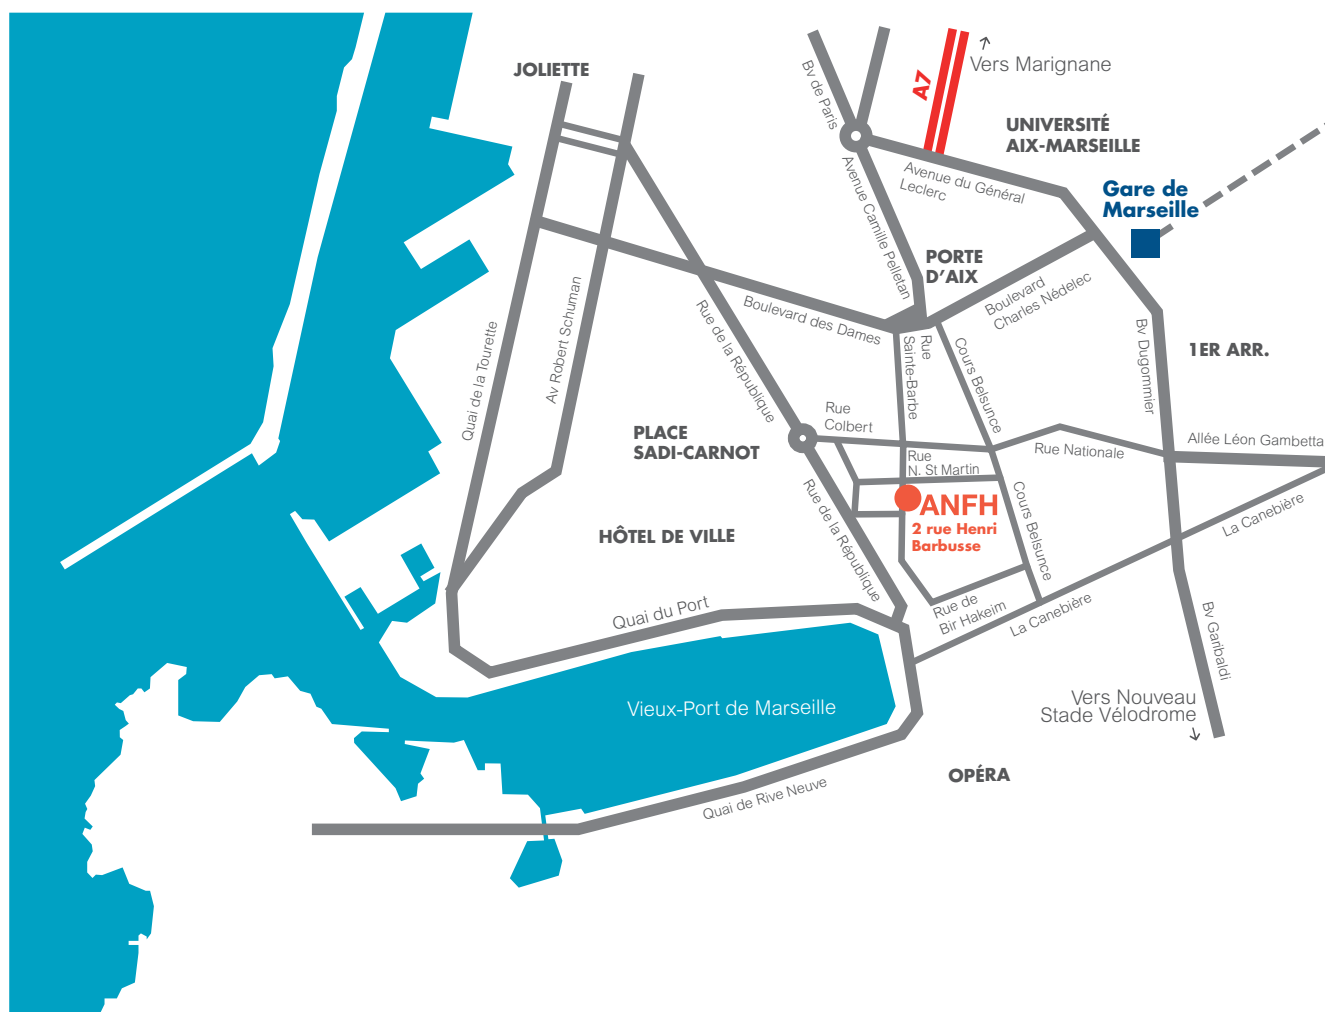 JOLIETTE
Bv de Paris
A7
Vers Marignane
UNIVERSITÉ
AIX-MARSEILLE
Avenue du Général
Leclerc
Avenue Camille Pelletan
Gare de
Marseille
PORTE
D'AIX
Boulevard
Charles Nédelec
Boulevard des Dames
Rue de la République
Av Robert Schuman
Quai de la Tourette
Rue
Sainte-Barbe
Cours Belsunce
Bv Dugommier
1ER ARR.
PLACE
SADI-CARNOT
Rue
Colbert
Rue Nationale
Allée Léon Gambetta
Rue
N. St Martin
ANFH
2 rue Henri
Barbusse
Cours Belsunce
Rue de la République
HÔTEL DE VILLE
La Canebière
Quai du Port
Rue de
Bir Hakeim
La Canebière
Bv Garibaldi
Vieux-Port de Marseille
Vers Nouveau
Stade Vélodrome
OPÉRA
Quai de Rive Neuve